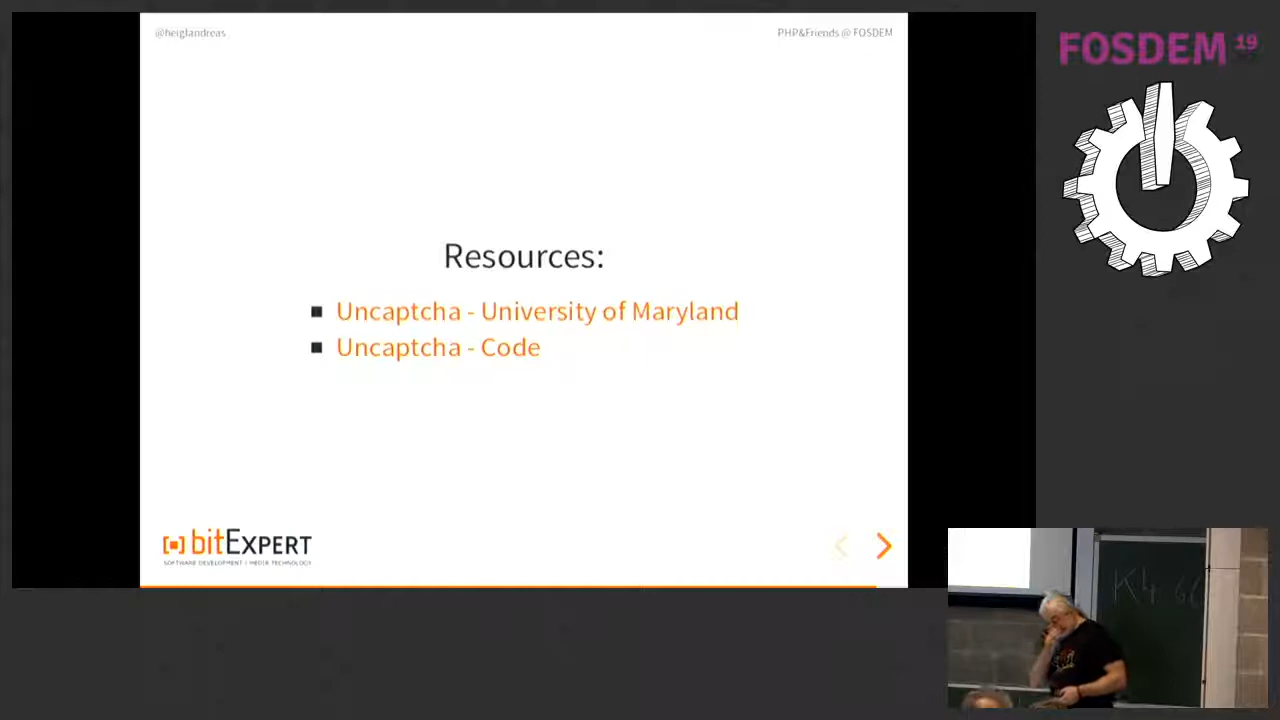 @heiglandreas
PHP&Friends @ FOSDEM
FOSDEM 19
Resources:
Uncaptcha - University of Maryland
Uncaptcha - Code
bitExpert
SOFTWARE DEVELOPMENT | MEDIA TECHNOLOGY